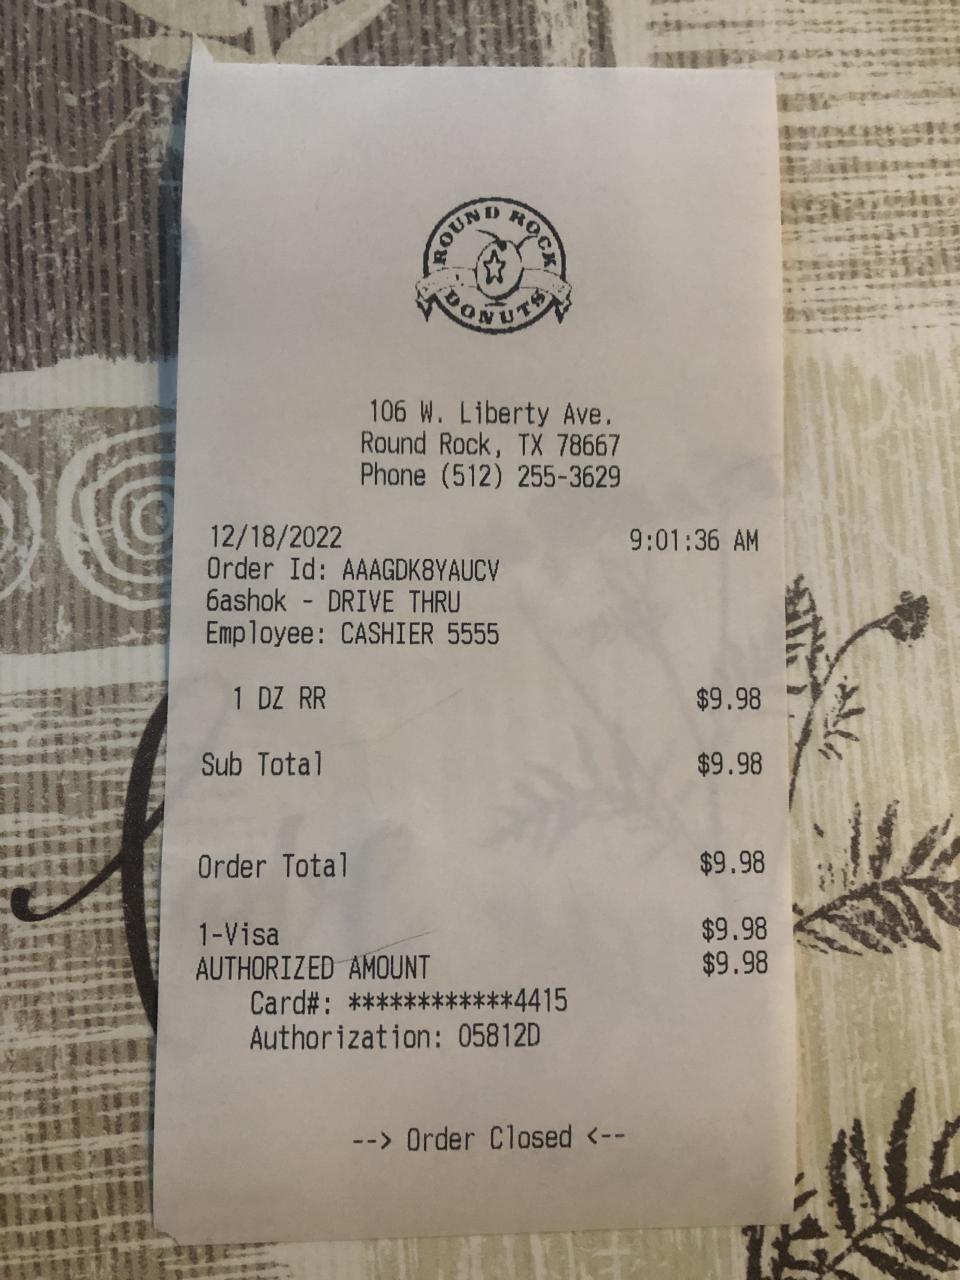 ROUND ROCK
DONUTS
106 W. Liberty Ave.
Round Rock, TX 78667
Phone (512) 255-3629
12/18/2022 9:01:36 AM
Order Id: AAAGDK8YAUCV
6ashok - DRIVE THRU
Employee: CASHIER 5555
1 DZ RR $9.98
Sub Total $9.98
Order Total $9.98
1-Visa $9.98
AUTHORIZED AMOUNT $9.98
Card#: ************4415
Authorization: 05812D
--> Order Closed <--